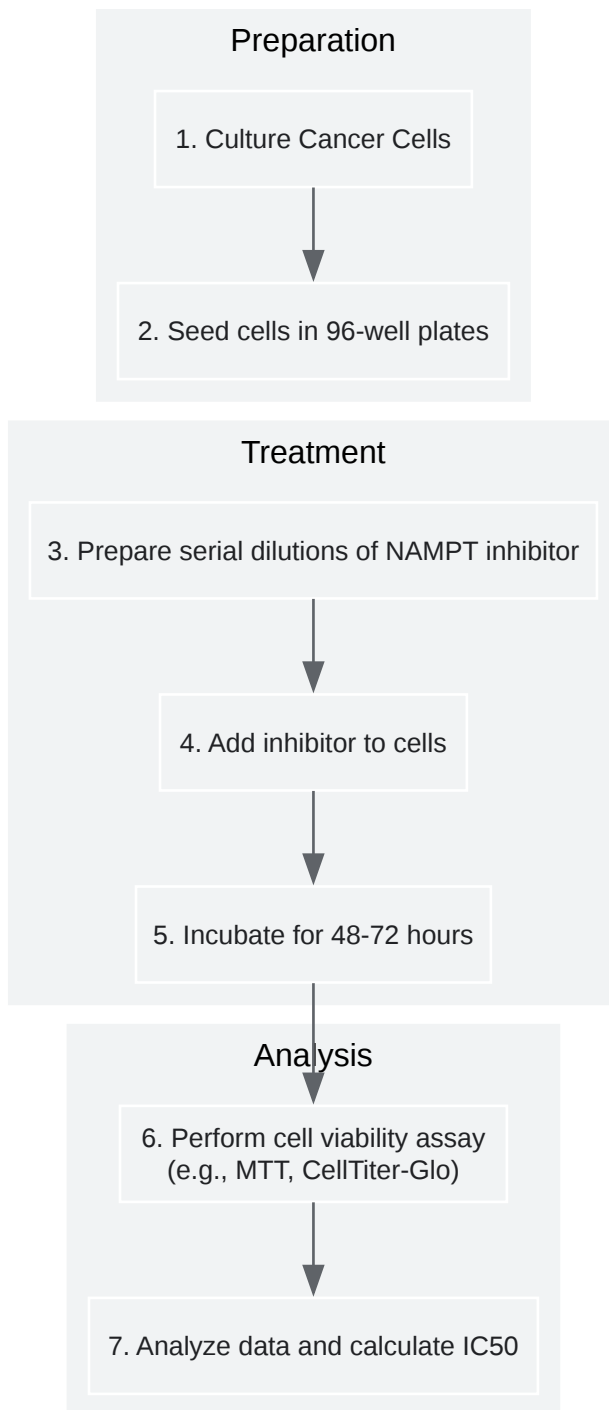 Preparation
1. Culture Cancer Cells
2. Seed cells in 96-well plates
Treatment
3. Prepare serial dilutions of NAMPT inhibitor
4. Add inhibitor to cells
5. Incubate for 48-72 hours
Analysis
6. Perform cell viability assay
(e.g., MTT, CellTiter-Glo)
7. Analyze data and calculate IC50